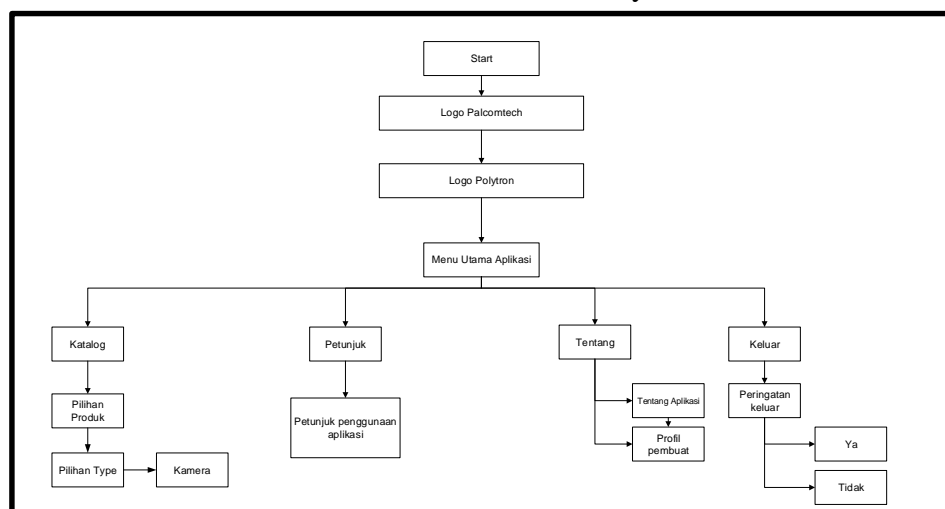 Start
Logo Palcomtech
Logo Polytron
Menu Utama Aplikasi
Katalog
Petunjuk
Tentang
Keluar
Pilihan
Produk
Petunjuk penggunaan
aplikasi
Tentang Aplikasi
Peringatan
keluar
Profil
pembuat
Ya
Pilihan Type
Kamera
Tidak